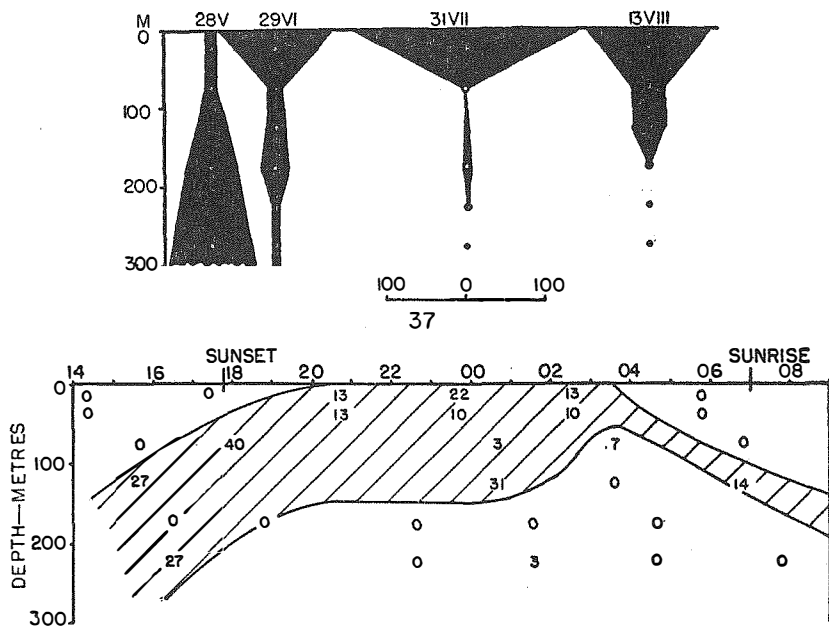 M 28V 29VI 31VII 13VIII
0
100
200
300
100 0 100
37
SUNSET SUNRISE
14 16 18 20 22 00 02 04 06 08
0
0 0 13 22 13 0
0 13 10 10 0
0 40 3 .7 0
100
27 31 0 14
0 0 0 0 0
200
27 0 3 0 0
300
DEPTH—METRES